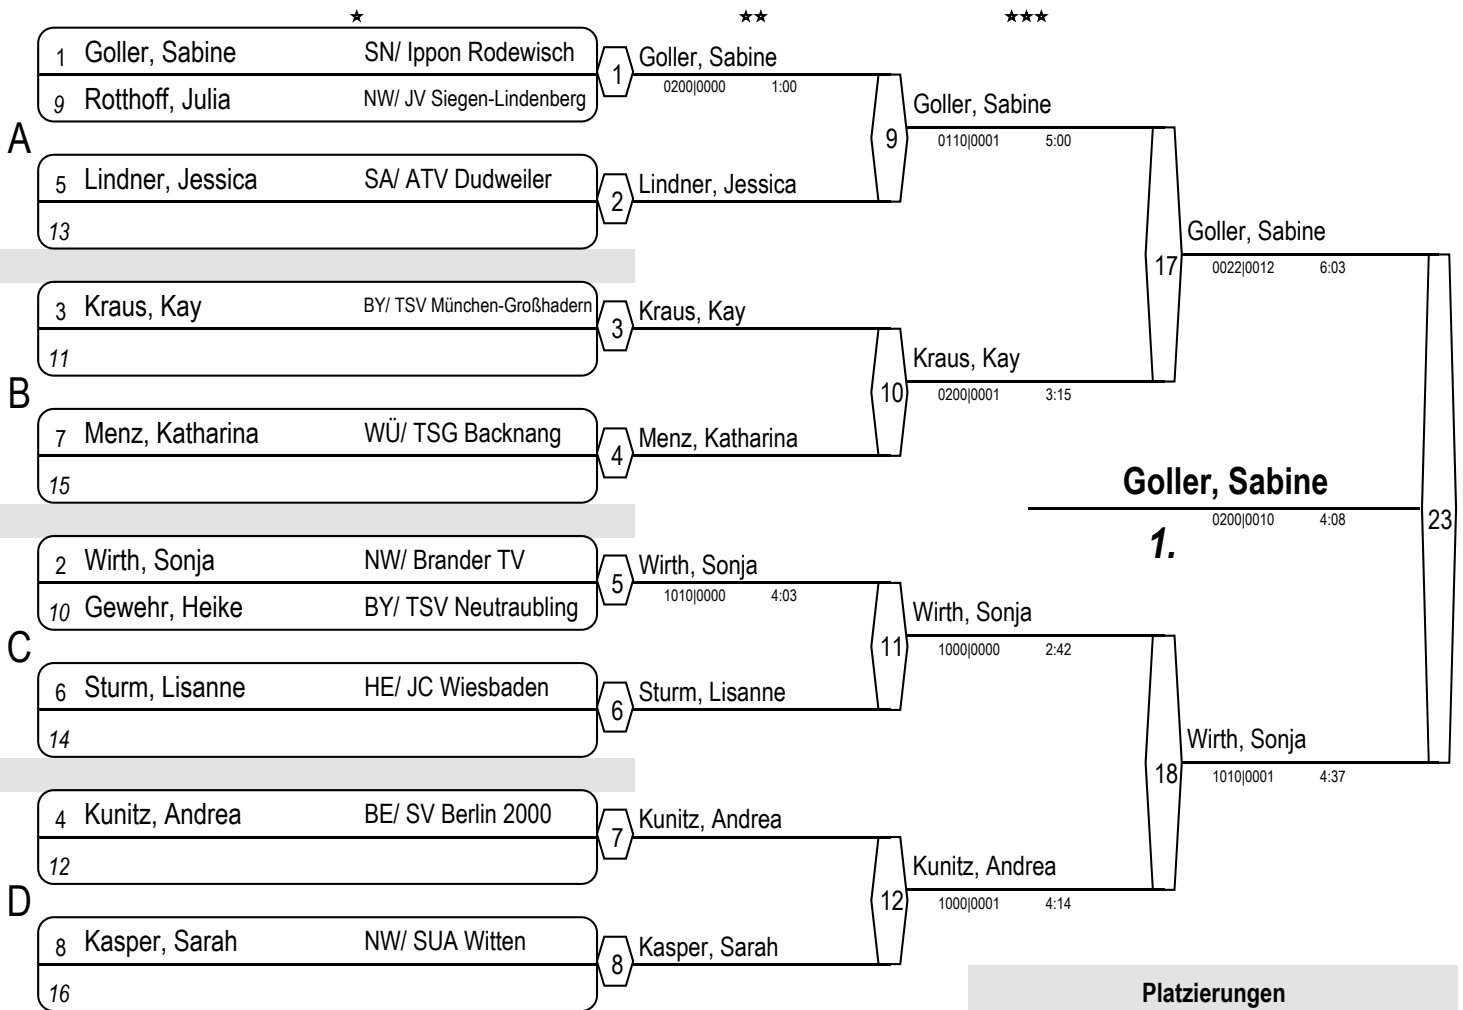 ★ ★★ ★★★
1 Goller, Sabine SN/ Ippon Rodewisch
9 Rotthoff, Julia NW/ JV Siegen-Lindenberg
1 Goller, Sabine
0200|0000 1:00
A
5 Lindner, Jessica SA/ ATV Dudweiler
13
2 Lindner, Jessica
9 Goller, Sabine
0110|0001 5:00
3 Kraus, Kay BY/ TSV München-Großhadern
11
3 Kraus, Kay
B
7 Menz, Katharina WÜ/ TSG Backnang
15
4 Menz, Katharina
10 Kraus, Kay
0200|0001 3:15
17 Goller, Sabine
0022|0012 6:03
2 Wirth, Sonja NW/ Brander TV
10 Gewehr, Heike BY/ TSV Neutraubling
5 Wirth, Sonja
1010|0000 4:03
C
6 Sturm, Lisanne HE/ JC Wiesbaden
14
6 Sturm, Lisanne
11 Wirth, Sonja
1000|0000 2:42
4 Kunitz, Andrea BE/ SV Berlin 2000
12
7 Kunitz, Andrea
D
8 Kasper, Sarah NW/ SUA Witten
16
8 Kasper, Sarah
12 Kunitz, Andrea
1000|0001 4:14
18 Wirth, Sonja
1010|0001 4:37
23 Goller, Sabine
0200|0010 4:08
1.
Platzierungen